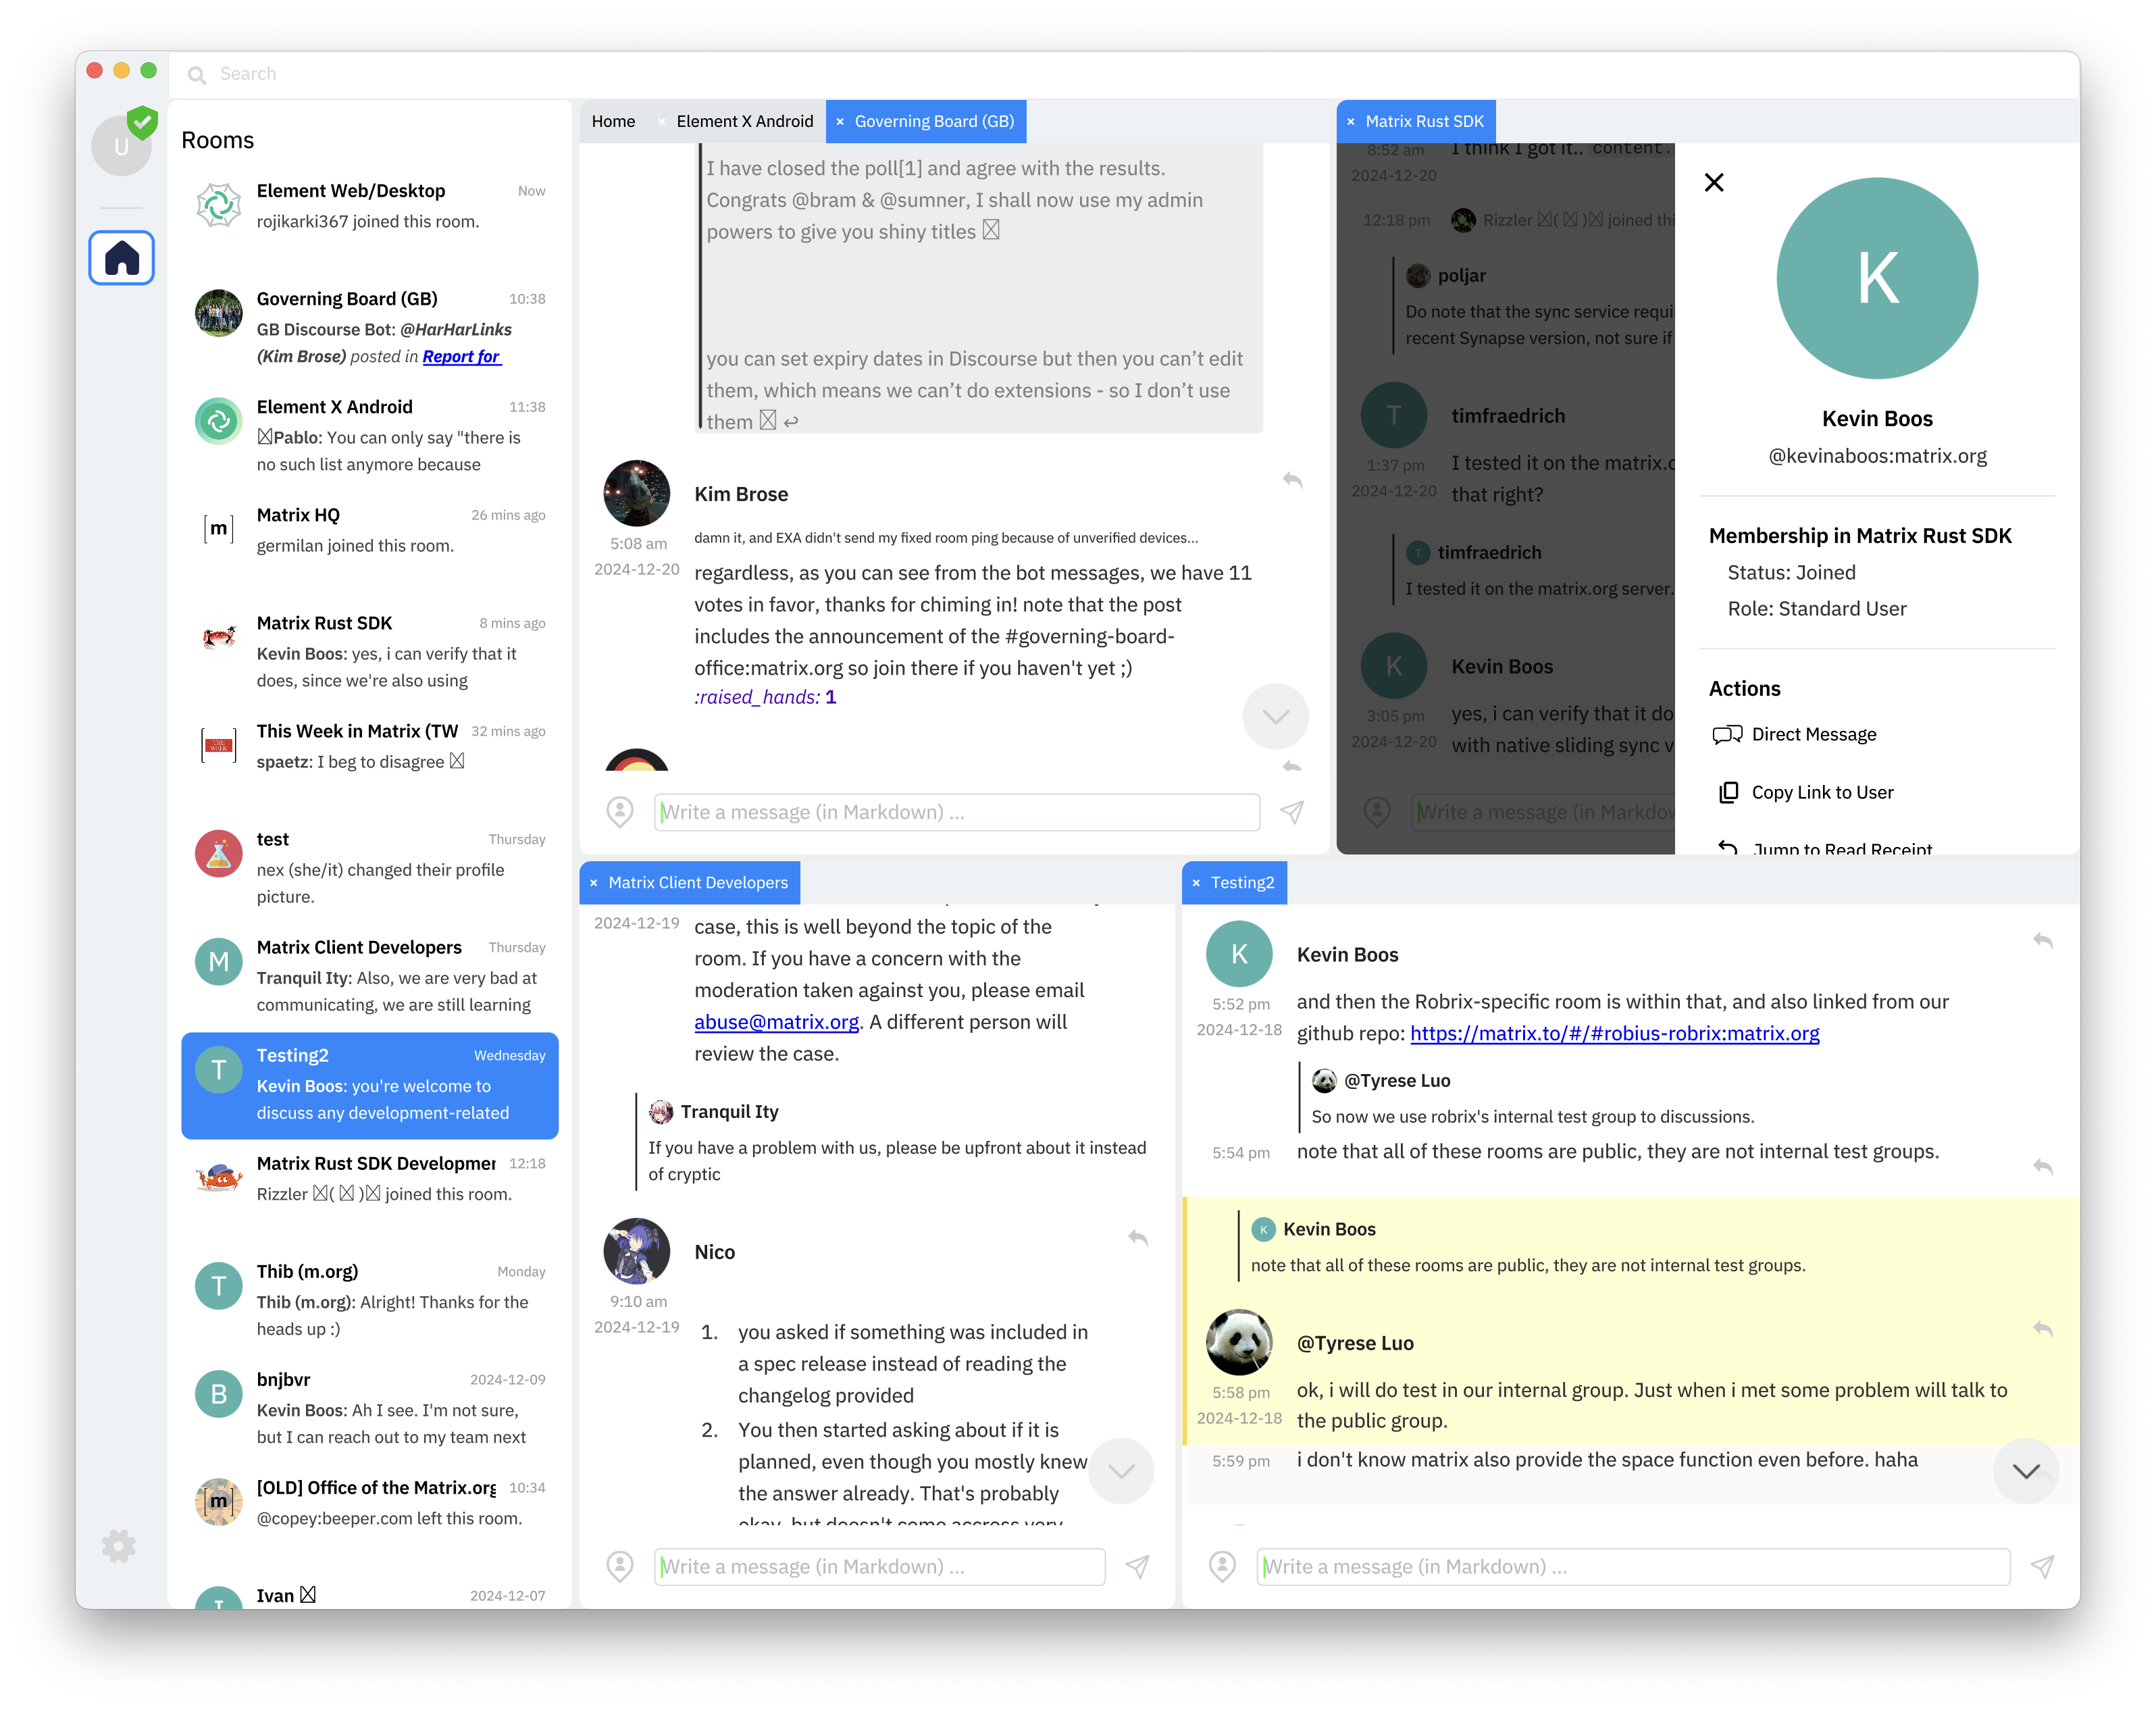 Search
U
Rooms
Element Web/Desktop Now
rojikarki367 joined this room.
Governing Board (GB) 10:38
GB Discourse Bot: @HarHarLinks
(Kim Brose) posted in Report for
Element X Android 11:38
Pablo: You can only say "there is
no such list anymore because
[m]
Matrix HQ 26 mins ago
germilan joined this room.
Matrix Rust SDK 8 mins ago
Kevin Boos: yes, i can verify that it
does, since we're also using
THIS WEEK
This Week in Matrix (TW 32 mins ago
spaetz: I beg to disagree
test Thursday
nex (she/it) changed their profile
picture.
M
Matrix Client Developers Thursday
Tranquil Ity: Also, we are very bad at
communicating, we are still learning
T
Testing2 Wednesday
Kevin Boos: you're welcome to
discuss any development-related
Matrix Rust SDK Developmer 12:18
Rizzler ( ) joined this room.
T
Thib (m.org) Monday
Thib (m.org): Alright! Thanks for the
heads up :)
B
bnjbvr 2024-12-09
Kevin Boos: Ah I see. I'm not sure,
but I can reach out to my team next
[m]
[OLD] Office of the Matrix.org 10:34
@copey:beeper.com left this room.
I
Ivan 2024-12-07
Home × Element X Android × Governing Board (GB)
I have closed the poll[1] and agree with the results.
Congrats @bram & @sumner, I shall now use my admin
powers to give you shiny titles
you can set expiry dates in Discourse but then you can’t edit
them, which means we can’t do extensions - so I don’t use
them ↩
Kim Brose
5:08 am
2024-12-20
damn it, and EXA didn't send my fixed room ping because of unverified devices...
regardless, as you can see from the bot messages, we have 11
votes in favor, thanks for chiming in! note that the post
includes the announcement of the #governing-board-
office:matrix.org so join there if you haven't yet ;)
:raised_hands: 1
Write a message (in Markdown) ...
× Matrix Rust SDK
8:52 am I think I got it.. content.
2024-12-20
12:18 pm Rizzler ( ) joined thi
poljar
Do note that the sync service requi
recent Synapse version, not sure if
T
timfraedrich
1:37 pm I tested it on the matrix.o
2024-12-20 that right?
T timfraedrich
I tested it on the matrix.org server.
K
Kevin Boos
3:05 pm yes, i can verify that it do
2024-12-20 with native sliding sync v
Write a message (in Markdow
K
Kevin Boos
@kevinaboos:matrix.org
Membership in Matrix Rust SDK
Status: Joined
Role: Standard User
Actions
Direct Message
Copy Link to User
Jump to Read Receipt
× Matrix Client Developers
2024-12-19 case, this is well beyond the topic of the
room. If you have a concern with the
moderation taken against you, please email
abuse@matrix.org. A different person will
review the case.
Tranquil Ity
If you have a problem with us, please be upfront about it instead
of cryptic
Nico
9:10 am
2024-12-19
1. you asked if something was included in
a spec release instead of reading the
changelog provided
2. You then started asking about if it is
planned, even though you mostly knew
the answer already. That's probably
okay, but doesn't come accross very
Write a message (in Markdown) ...
× Testing2
K
Kevin Boos
5:52 pm and then the Robrix-specific room is within that, and also linked from our
2024-12-18 github repo: https://matrix.to/#/#robius-robrix:matrix.org
@Tyrese Luo
So now we use robrix's internal test group to discussions.
5:54 pm note that all of these rooms are public, they are not internal test groups.
K Kevin Boos
note that all of these rooms are public, they are not internal test groups.
@Tyrese Luo
5:58 pm ok, i will do test in our internal group. Just when i met some problem will talk to
2024-12-18 the public group.
5:59 pm i don't know matrix also provide the space function even before. haha
Write a message (in Markdown) ...